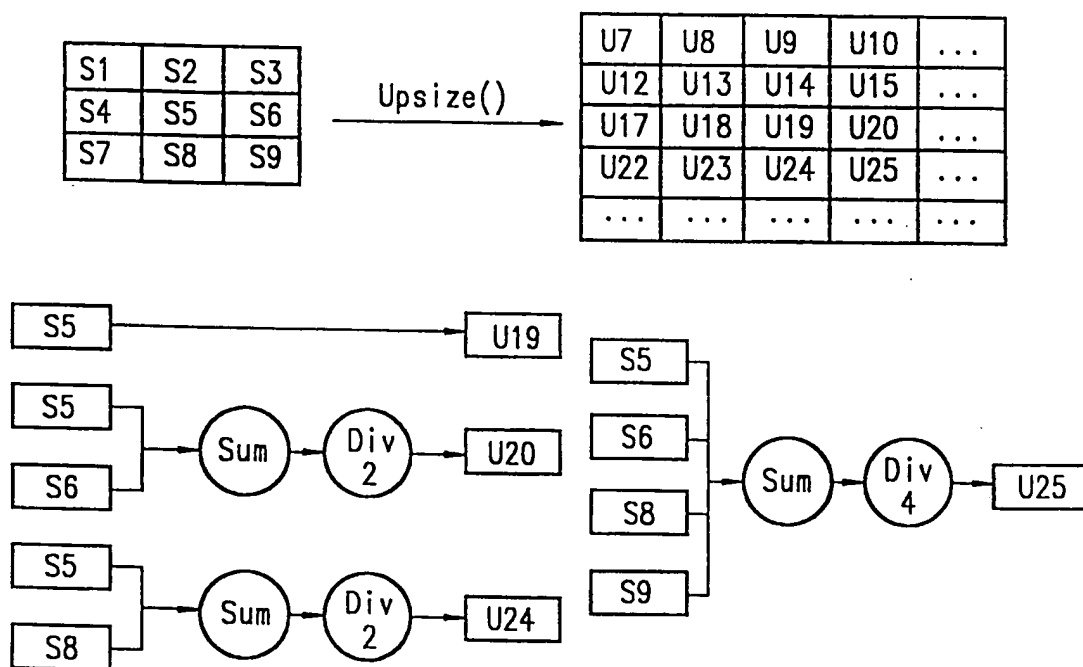 S1 S2 S3
S4 S5 S6
S7 S8 S9
Upsize()
U7 U8 U9 U10 ...
U12 U13 U14 U15 ...
U17 U18 U19 U20 ...
U22 U23 U24 U25 ...
... ... ... ... ...
S5 U19
S5
S6
Sum
Div
2
U20
S5
S8
Sum
Div
2
U24
S5
S6
S8
S9
Sum
Div
4
U25